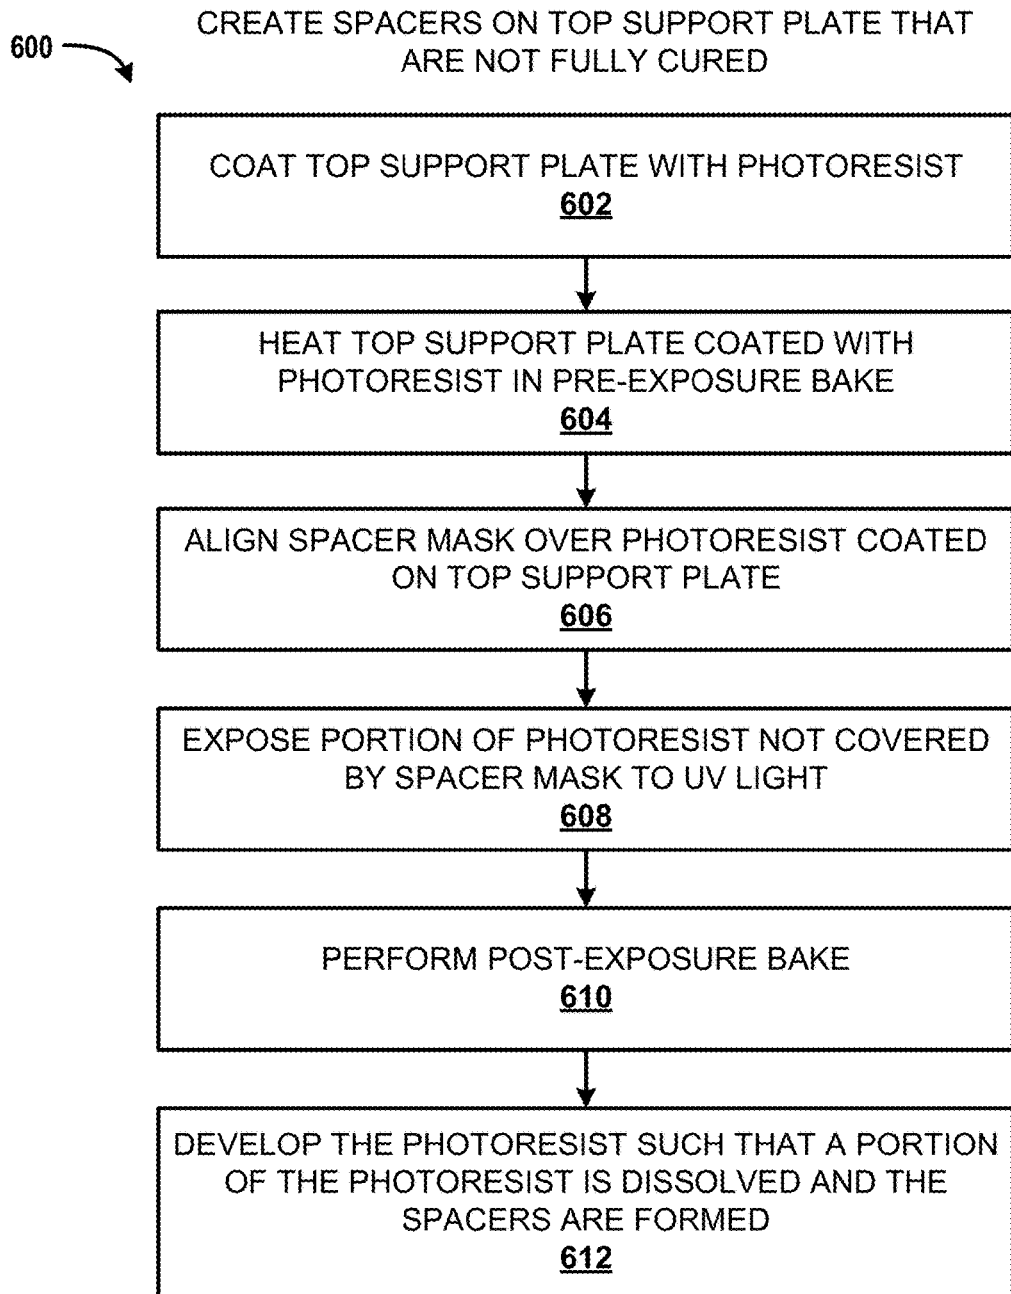 600
CREATE SPACERS ON TOP SUPPORT PLATE THAT
ARE NOT FULLY CURED
COAT TOP SUPPORT PLATE WITH PHOTORESIST
602
HEAT TOP SUPPORT PLATE COATED WITH
PHOTORESIST IN PRE-EXPOSURE BAKE
604
ALIGN SPACER MASK OVER PHOTORESIST COATED
ON TOP SUPPORT PLATE
606
EXPOSE PORTION OF PHOTORESIST NOT COVERED
BY SPACER MASK TO UV LIGHT
608
PERFORM POST-EXPOSURE BAKE
610
DEVELOP THE PHOTORESIST SUCH THAT A PORTION
OF THE PHOTORESIST IS DISSOLVED AND THE
SPACERS ARE FORMED
612